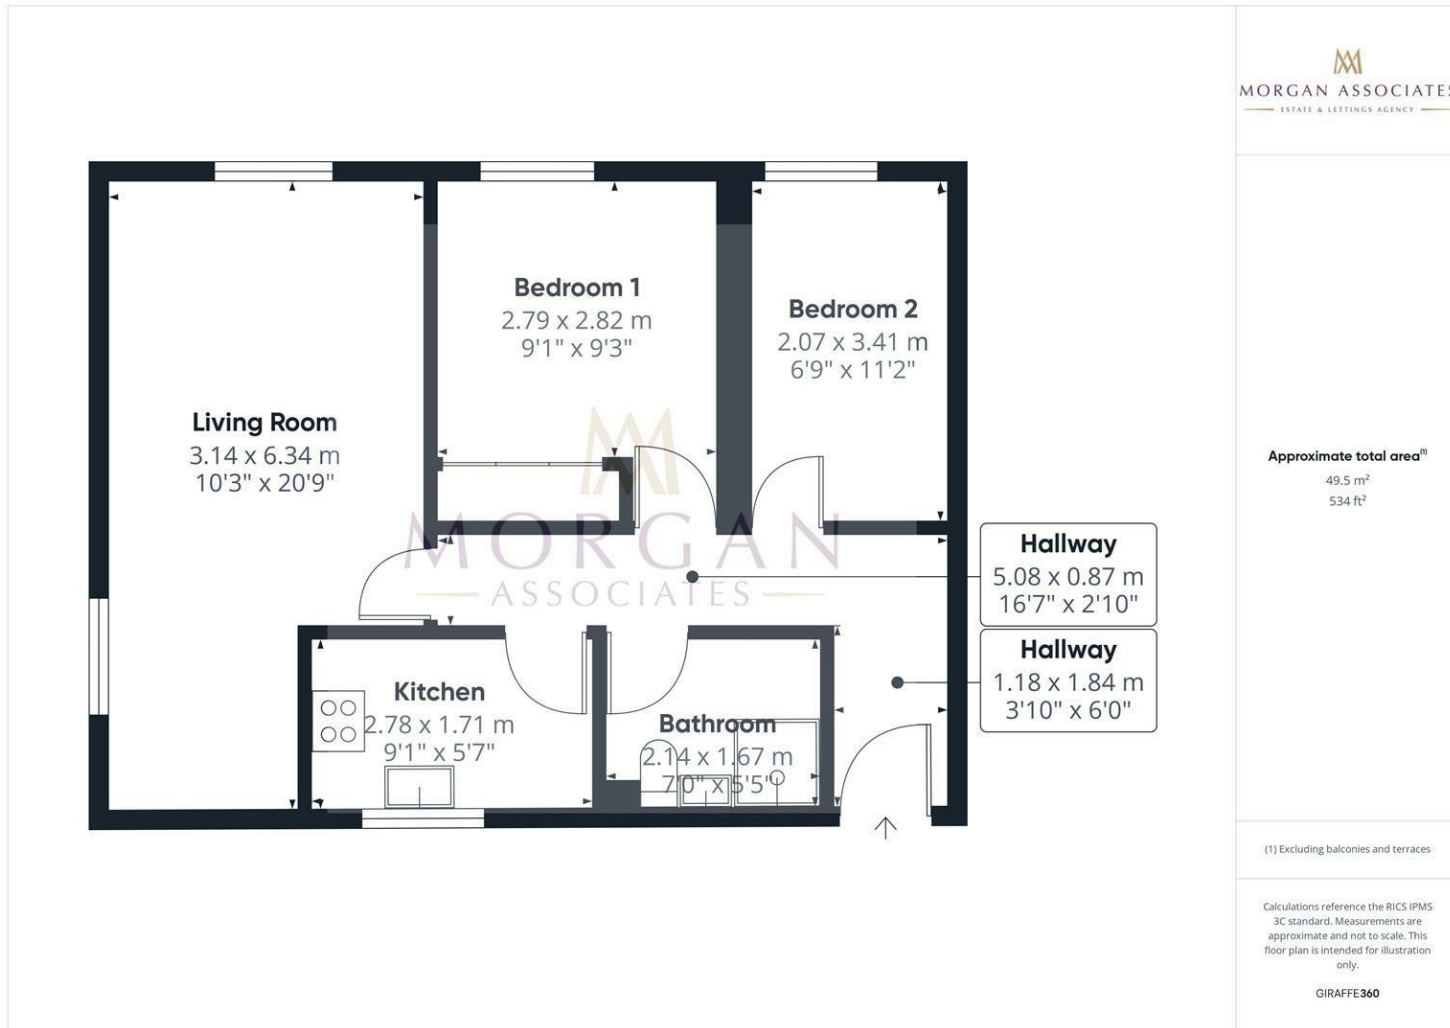 MORGAN ASSOCIATES
ESTATE & LETTINGS AGENCY
Bedroom 1
2.79 x 2.82 m
9'1" x 9'3"
Bedroom 2
2.07 x 3.41 m
6'9" x 11'2"
Living Room
3.14 x 6.34 m
10'3" x 20'9"
MORGAN
ASSOCIATES
Hallway
5.08 x 0.87 m
16'7" x 2'10"
Hallway
1.18 x 1.84 m
3'10" x 6'0"
Kitchen
2.78 x 1.71 m
9'1" x 5'7"
Bathroom
2.14 x 1.67 m
7'0" x 5'5"
Approximate total area(1)
49.5 m²
534 ft²
(1) Excluding balconies and terraces
Calculations reference the RICS IPMS
3C standard. Measurements are
approximate and not to scale. This
floor plan is intended for illustration
only.
GIRAFFE360